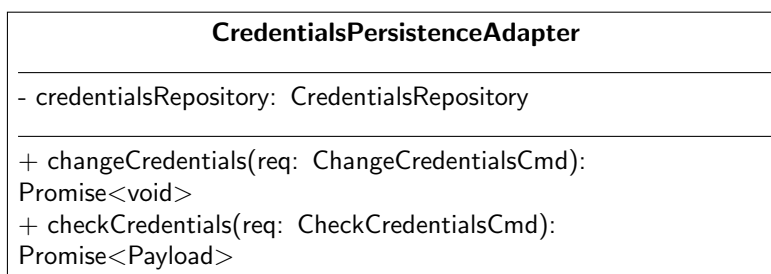 CredentialsPersistenceAdapter
- credentialsRepository: CredentialsRepository
+ changeCredentials(req: ChangeCredentialsCmd):
Promise<void>
+ checkCredentials(req: CheckCredentialsCmd):
Promise<Payload>